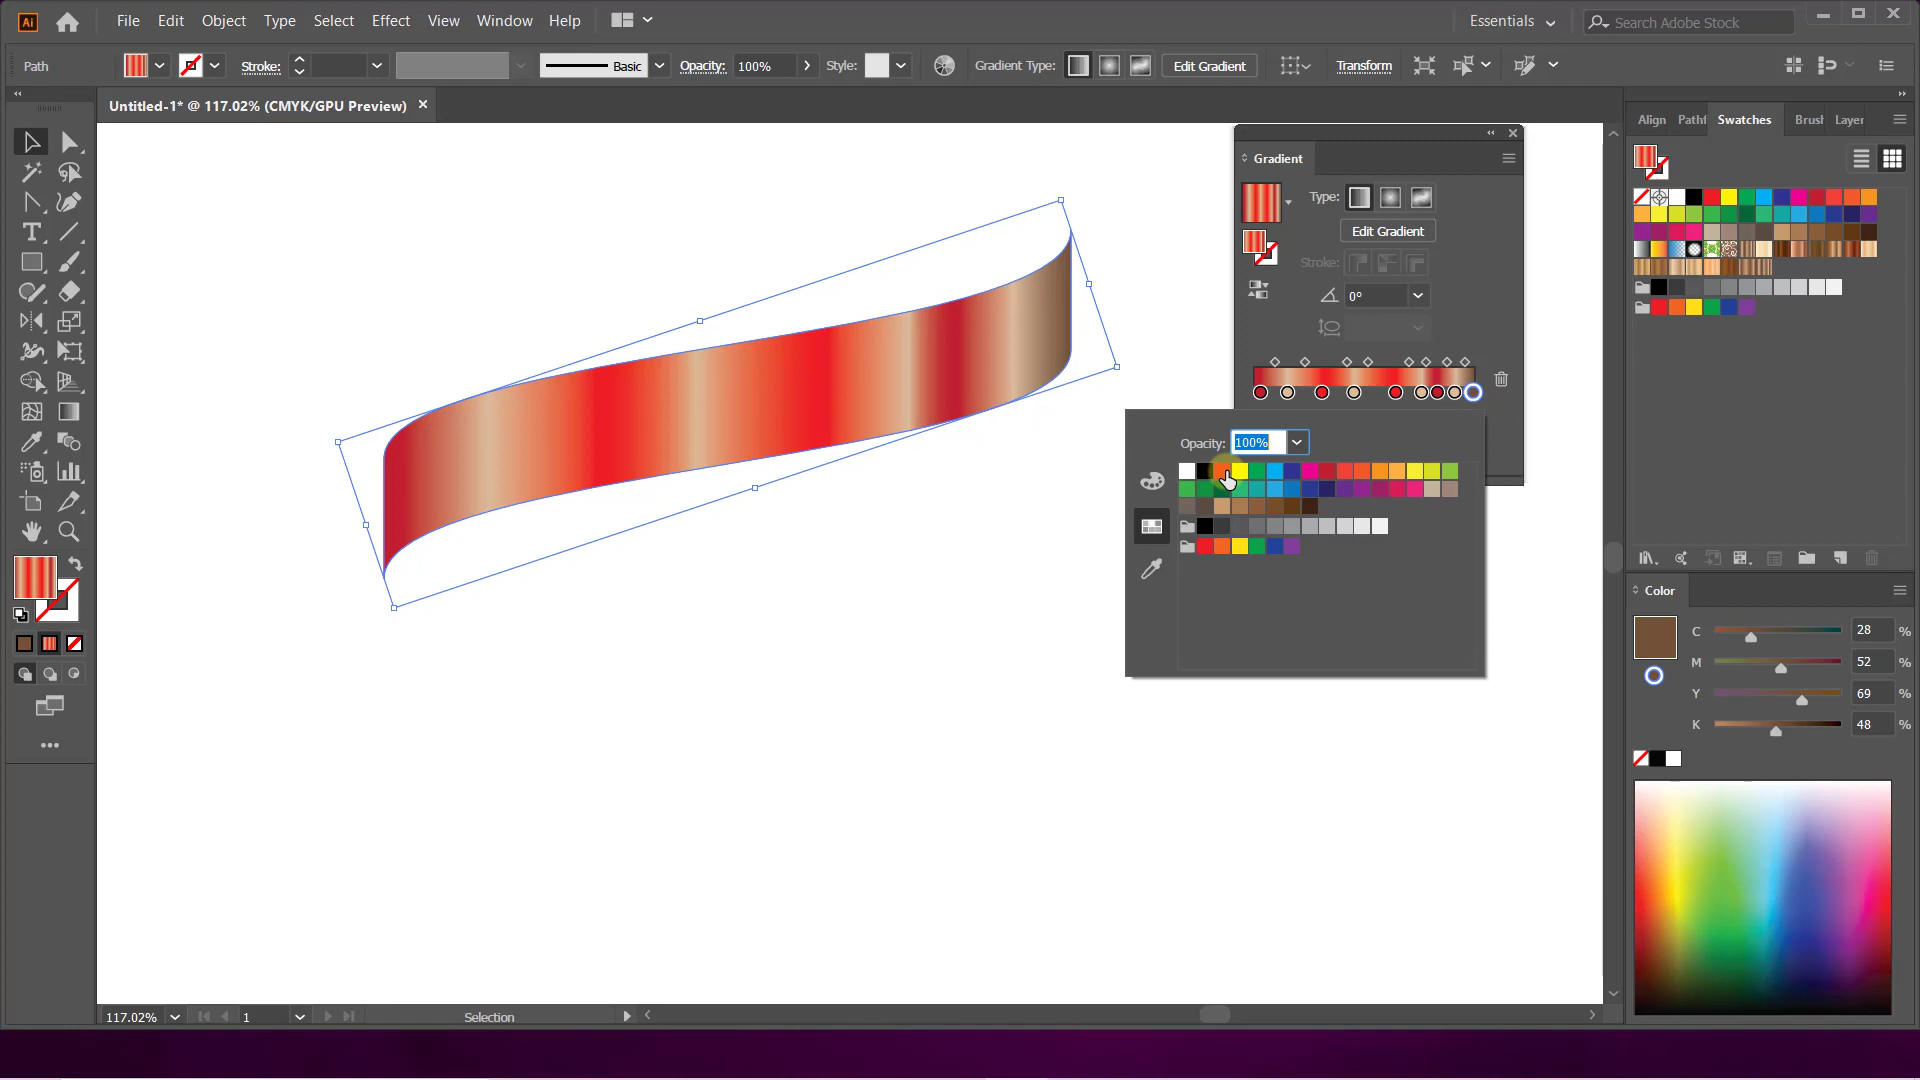 Ai
File Edit Object Type Select Effect View Window Help
Essentials
Search Adobe Stock
Path
Stroke:
Basic
Opacity: 100%
Style:
Gradient Type:
Edit Gradient
Transform
Untitled-1* @ 117.02% (CMYK/GPU Preview)
Gradient
Type:
Edit Gradient
Stroke:
0°
Opacity: 100%
Align
Swatches
Color
C 28 %
M 52 %
Y 69 %
K 48 %
117.02%
1
Selection